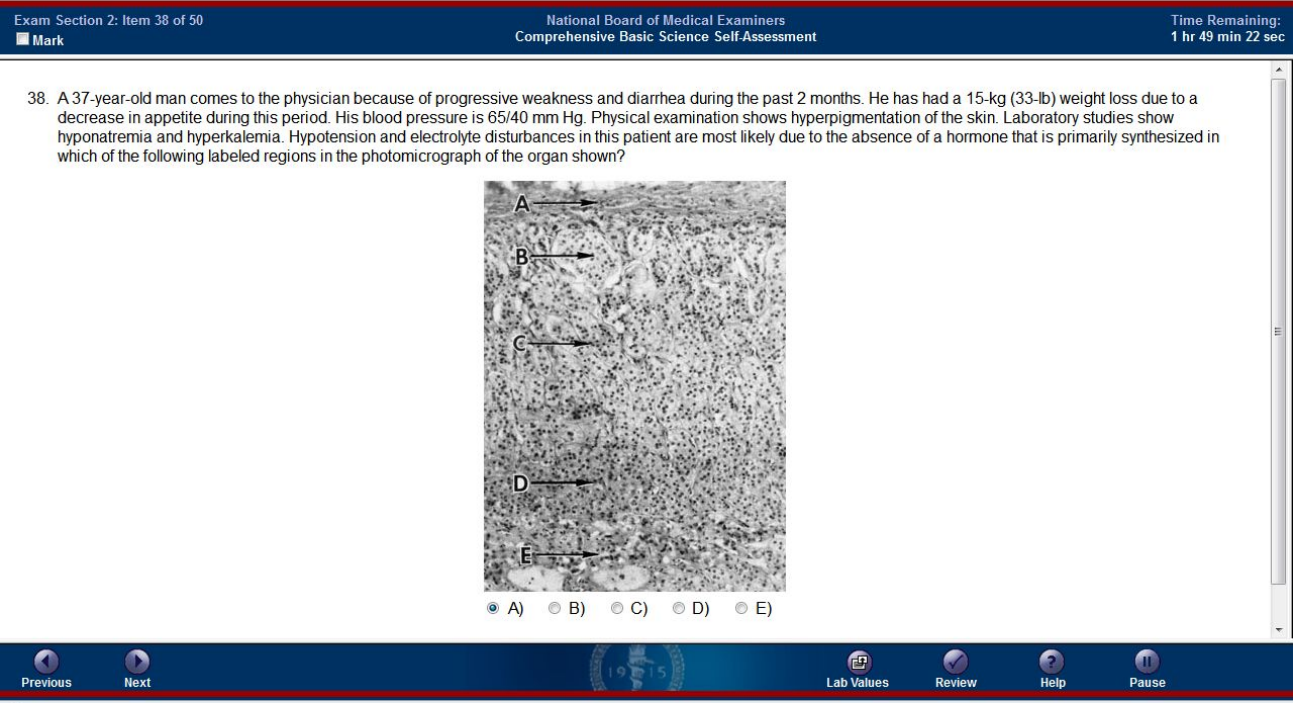 Exam Section 2: Item 38 of 50
National Board of Medical Examiners
Time Remaining:
Mark
Comprehensive Basic Science Self-Assessment
1 hr 49 min 22 sec
38. A 37-year-old man comes to the physician because of progressive weakness and diarrhea during the past 2 months. He has had a 15-kg (33-lb) weight loss due to a
decrease in appetite during this period. His blood pressure is 65/40 mm Hg. Physical examination shows hyperpigmentation of the skin. Laboratory studies show
hyponatremia and hyperkalemia. Hypotension and electrolyte disturbances in this patient are most likely due to the absence of a hormone that is primarily synthesized in
which of the following labeled regions in the photomicrograph of the organ shown?
A
B
C
D
E
A) B) C) D) E)
1915
Previous Next Lab Values Review Help Pause